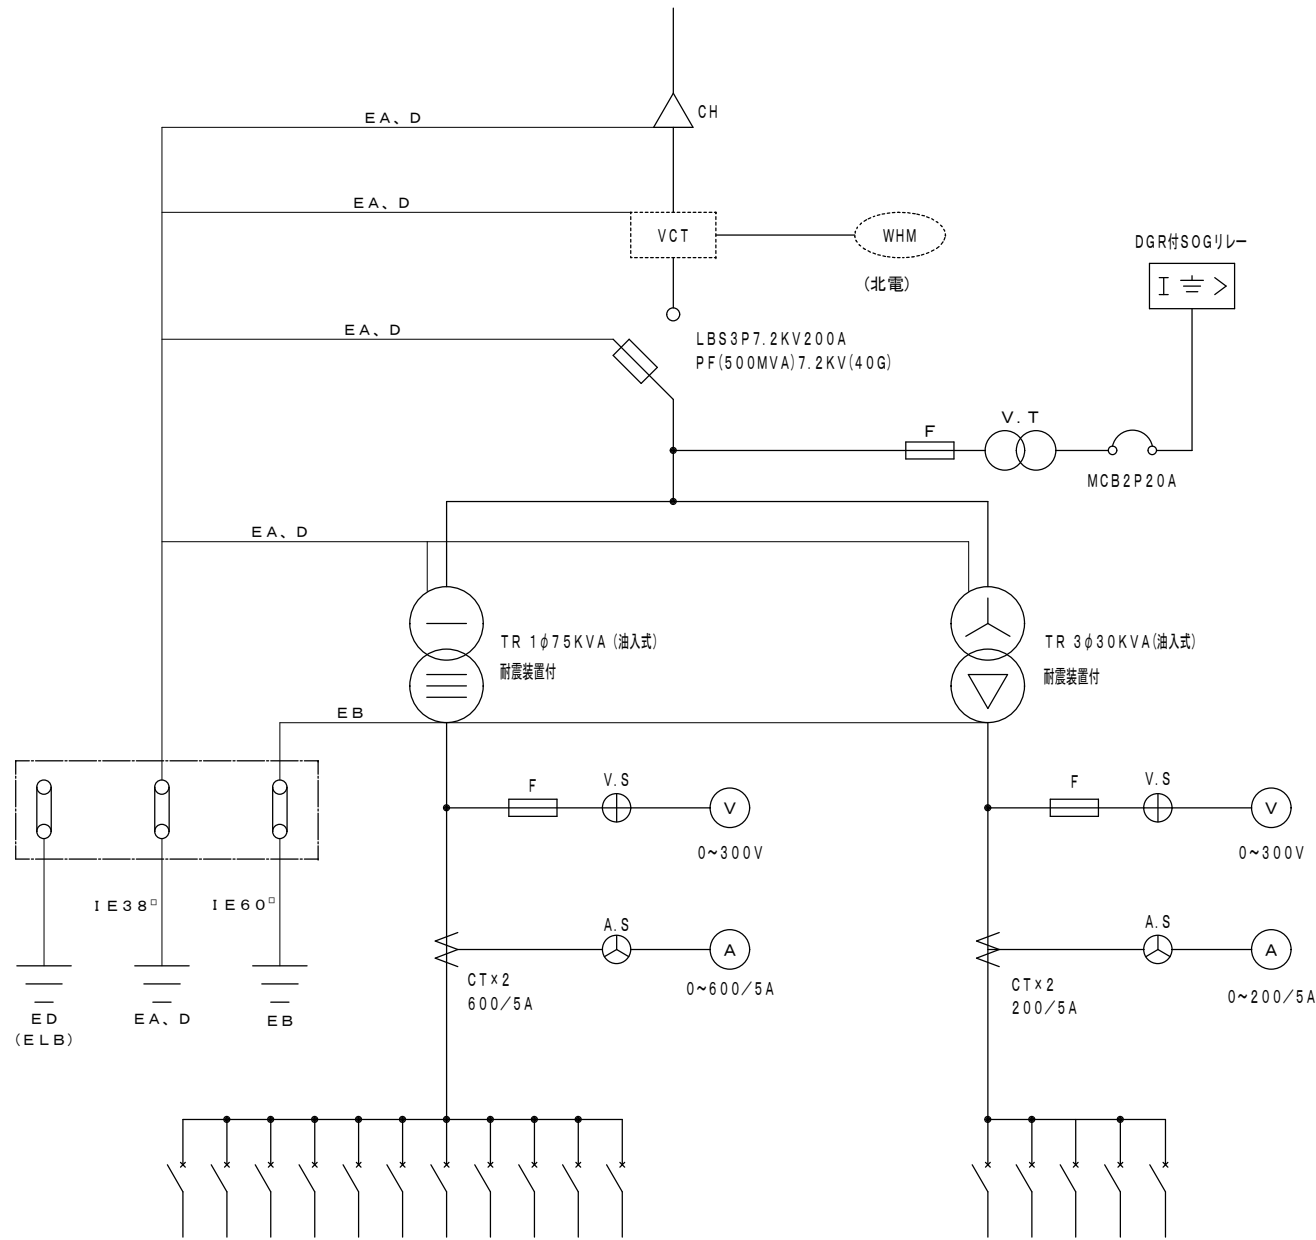 CH
EA、D
EA、D
VCT
WHM
(北電)
DGR付SOGリレー
I
EA、D
LBS3P7.2KV200A
PF(500MVA)7.2KV(40G)
F
V.T
MCB2P20A
EA、D
TR 1φ75KVA (油入式)
耐震装置付
TR 3φ30KVA(油入式)
耐震装置付
EB
F
V.S
V
0~300V
F
V.S
V
0~300V
IE38□
IE60□
A.S
A
CT×2
600/5A
0~600/5A
A.S
A
CT×2
200/5A
0~200/5A
ED
(ELB)
EA、D
EB